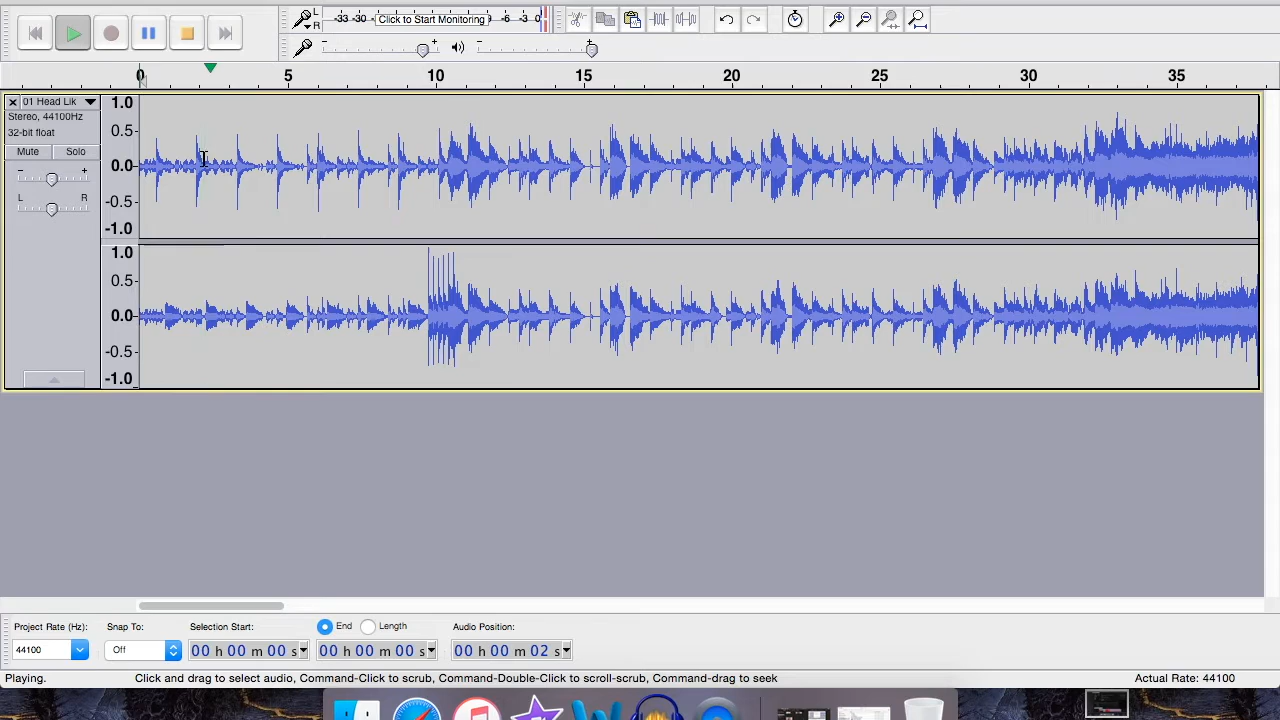 L
R
-33 -30 Click to Start Monitoring -6 -3 0
- +
- +
0 5 10 15 20 25 30 35
01 Head Lik
Stereo, 44100Hz
32-bit float
Mute Solo
- +
L R
1.0
0.5
0.0
-0.5
-1.0
1.0
0.5
0.0
-0.5
-1.0
Project Rate (Hz): Snap To: Selection Start: End Length Audio Position:
44100 Off 00 h 00 m 00 s 00 h 00 m 00 s 00 h 00 m 02 s
Playing. Click and drag to select audio, Command-Click to scrub, Command-Double-Click to scroll-scrub, Command-drag to seek Actual Rate: 44100